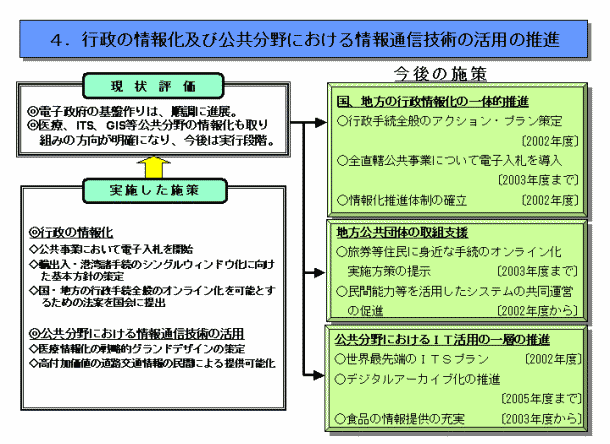 ４．行政の情報化及び公共分野における情報通信技術の活用の推進
現状評価
◎電子政府の基盤作りは、順調に進展。
◎医療、ITS、GIS等公共分野の情報化も取り
組みの方向が明確になり、今後は実行段階。
実施した施策
◎行政の情報化
◇公共事業において電子入札を開始
◇輸出入・港湾諸手続のシングルウィンドウ化に向け
た基本方針の策定
◇国・地方の行政手続全般のオンライン化を可能とす
るための法案を国会に提出
◎公共分野における情報通信技術の活用
◇医療情報化の戦略的グランドデザインの策定
◇高付加価値の道路交通情報の民間による提供可能化
今後の施策
国、地方の行政情報化の一体的推進
○行政手続全般のアクション・プラン策定
〔2002年度〕
○全直轄公共事業について電子入札を導入
〔2003年度まで〕
○情報化推進体制の確立 〔2002年度〕
地方公共団体の取組支援
○旅券等住民に身近な手続のオンライン化
実施方策の提示 〔2003年度まで〕
○民間能力等を活用したシステムの共同運営
の促進 〔2002年度から〕
公共分野におけるＩＴ活用の一層の推進
○世界最先端のＩＴＳプラン 〔2002年度〕
○デジタルアーカイブ化の推進
〔2005年度まで〕
○食品の情報提供の充実 〔2003年度から〕